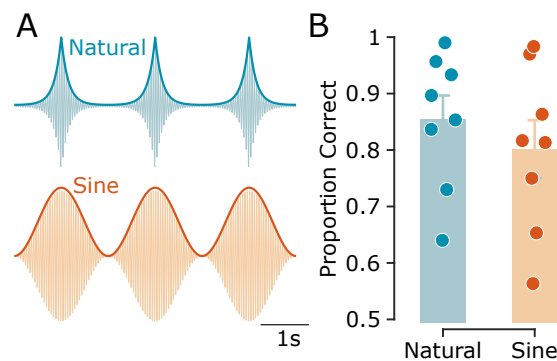 A
Natural
Sine
1s
B
Proportion Correct
1
0.9
0.8
0.7
0.6
0.5
Natural
Sine